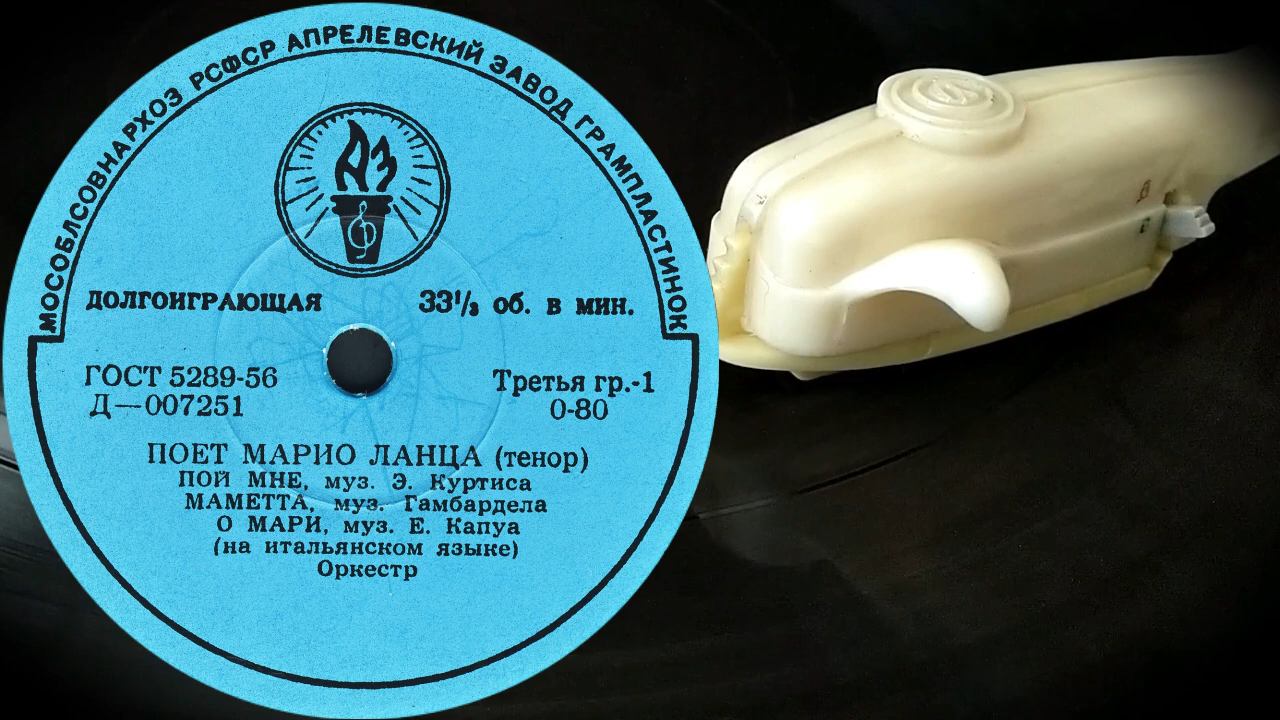 МОСОБЛСОВНАРХОЗ РСФСР АПРЕЛЕВСКИЙ ЗАВОД ГРАМПЛАСТИНОК
АЗ
ДОЛГОИГРАЮЩАЯ 33⅓ об. в мин.
ГОСТ 5289-56 Третья гр.-1
Д—007251 0-80
ПОЕТ МАРИО ЛАНЦА (тенор)
ПОЙ МНЕ, муз. Э. Куртиса
МАМЕТТА, муз. Гамбардела
О МАРИ, муз. Е. Капуа
(на итальянском языке)
Оркестр